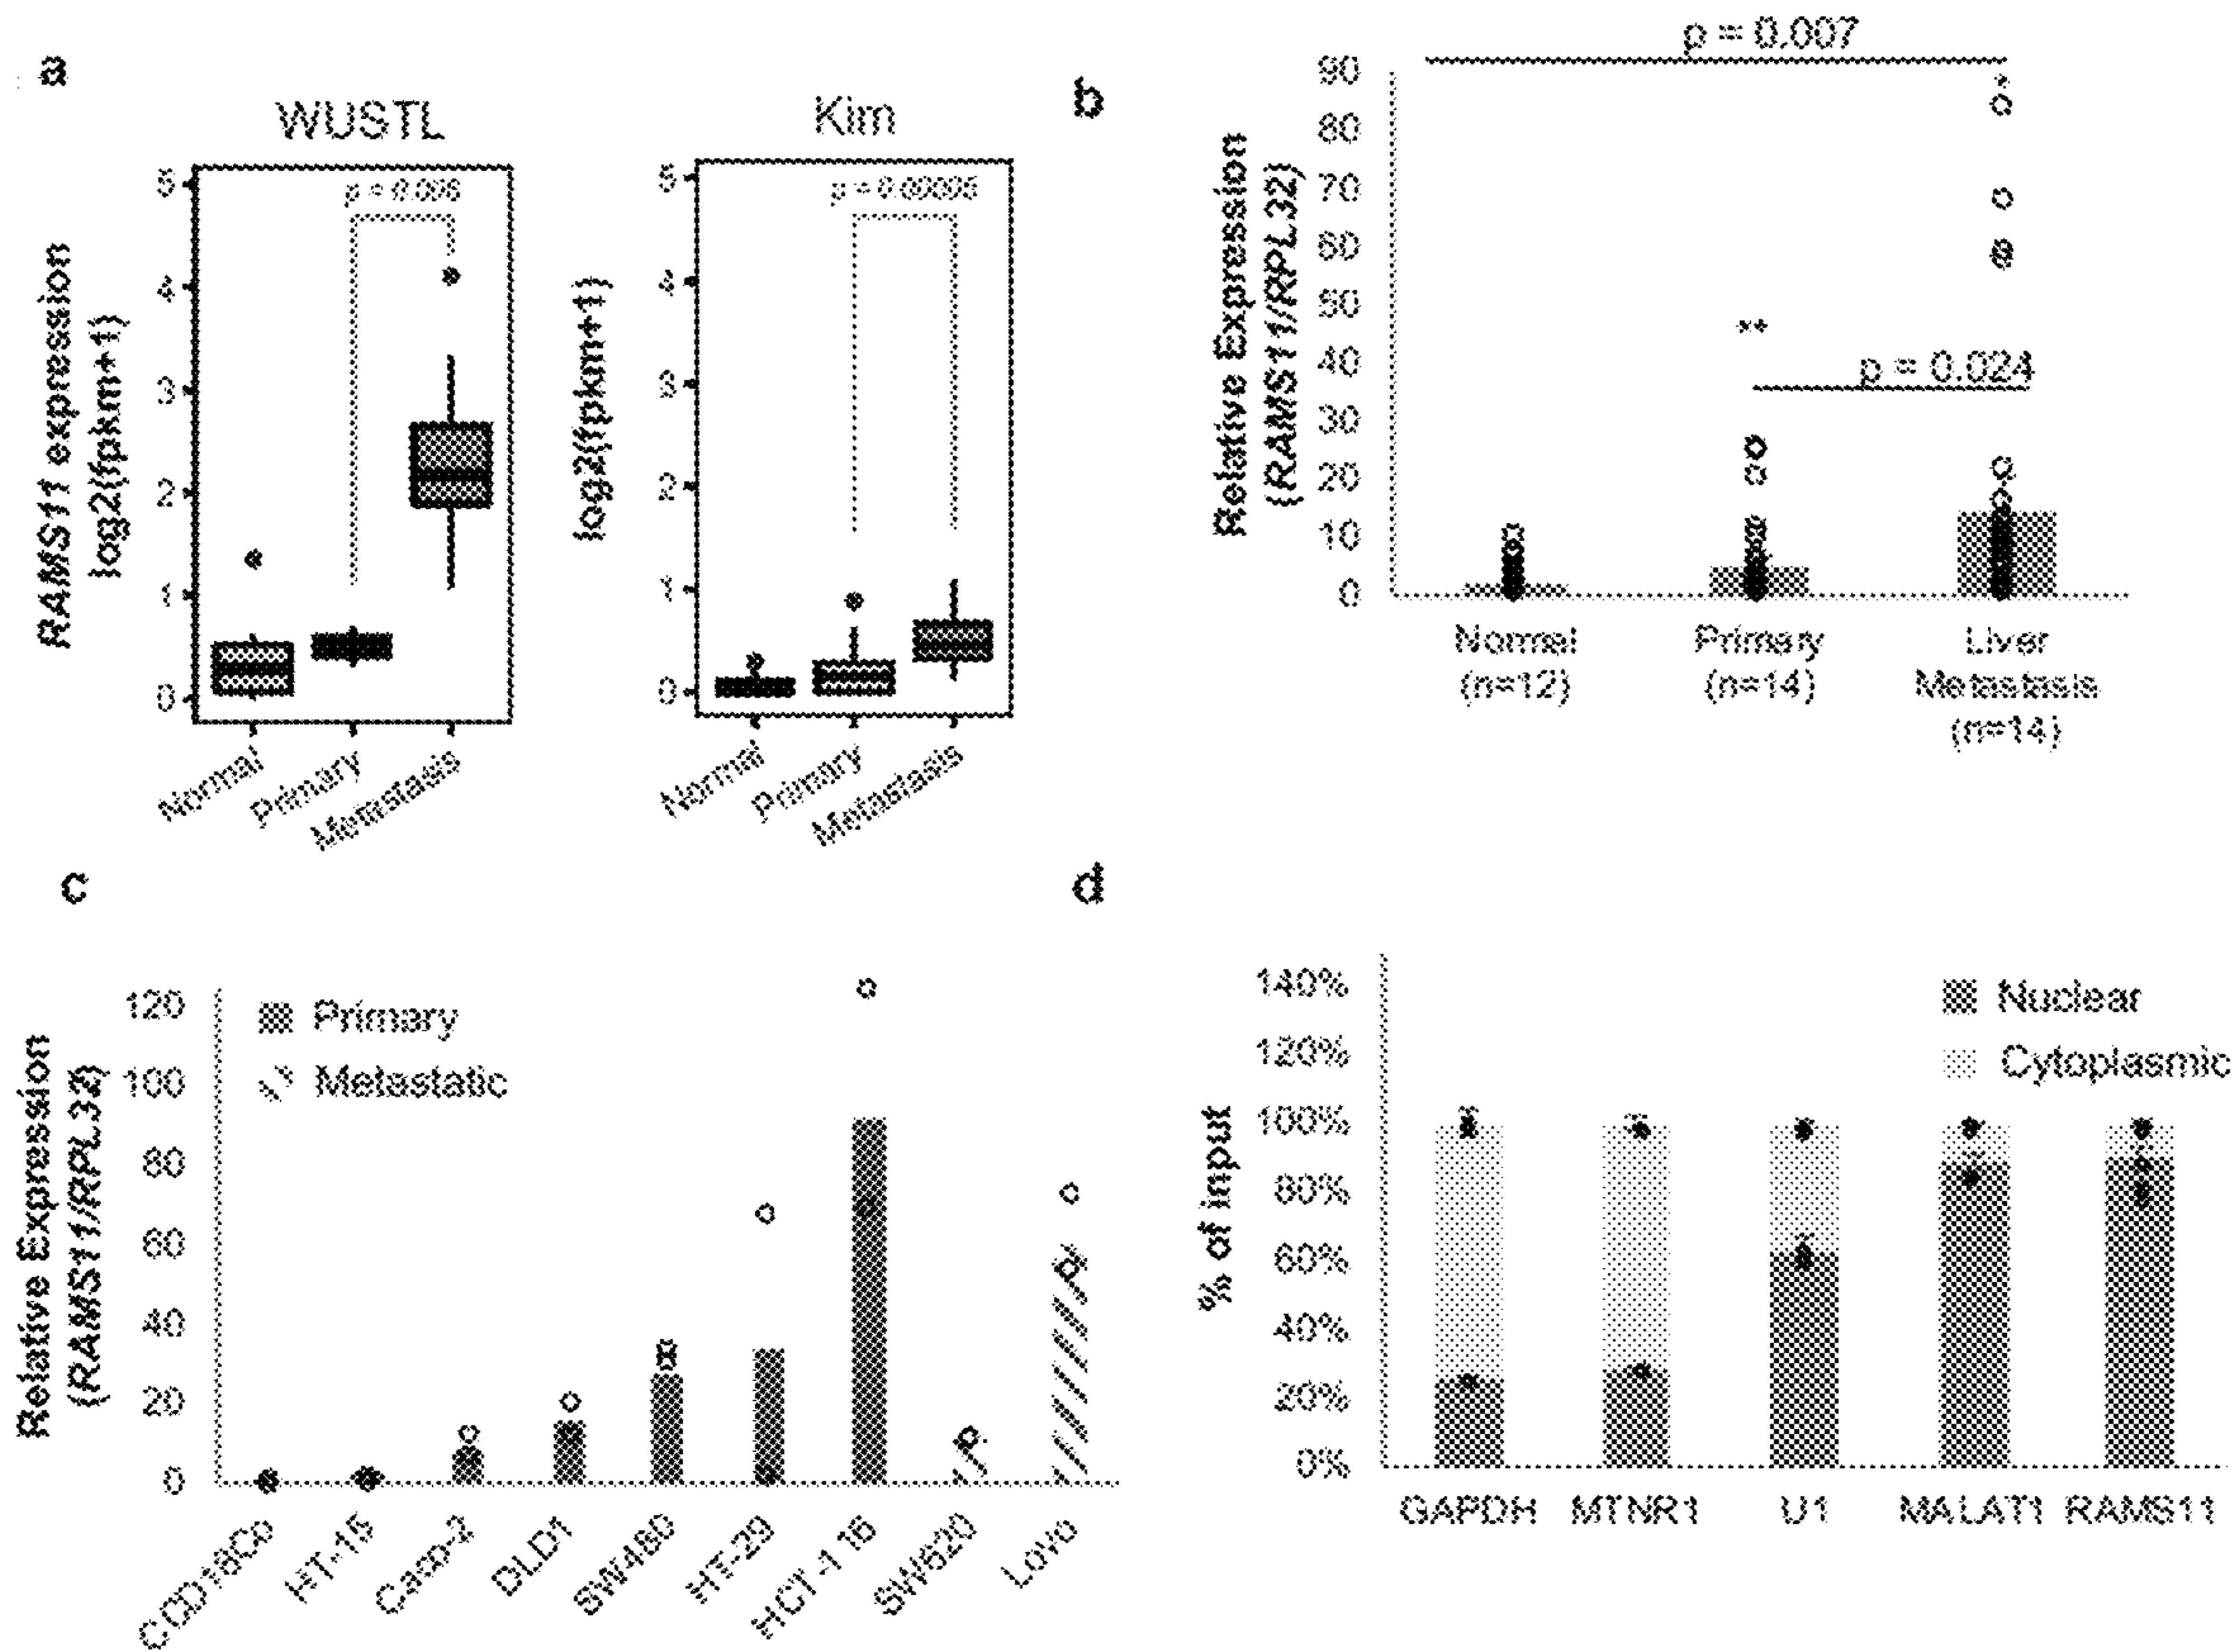 a
WUSTL
Kim
RAMS11 expression
log2(fpkm+1)
5
4
3
2
1
0
p = 0.006
Normal
Primary
Metastasis
log2(fpkm+1)
5
4
3
2
1
0
p = 0.00005
Normal
Primary
Metastasis
b
p = 0.007
Relative Expression
(RAMS11/RPL32)
90
80
70
60
50
40
30
20
10
0
**
p = 0.024
Normal
(n=12)
Primary
(n=14)
Liver
Metastasis
(n=14)
c
Relative Expression
(RAMS11/RPL32)
120
100
80
60
40
20
0
Primary
Metastatic
CCD18Co
HT-15
Caco-2
DLD1
SW480
HT-29
HCT-116
SW620
Lovo
d
% of input
140%
120%
100%
80%
60%
40%
20%
0%
Nuclear
Cytoplasmic
GAPDH MTNR1 U1 MALAT1 RAMS11